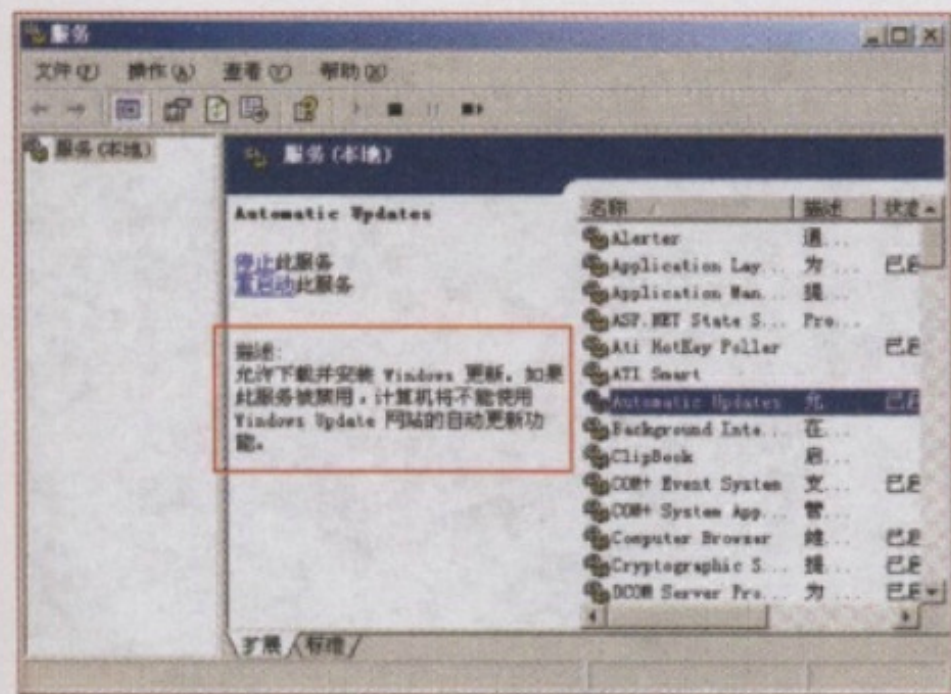 服务
文件(F) 操作(A) 查看(V) 帮助(H)
服务(本地)
服务(本地)
Automatic Updates
停止此服务
重启动此服务
描述:
允许下载并安装 Windows 更新。如果
此服务被禁用，计算机将不能使用
Windows Update 网站的自动更新功
能。
名称 描述 状态
Alerter 通...
Application Lay... 为 ... 已启
Application Man... 提...
ASP.NET State S... Pro...
Ati HotKey Poller 已启
ATI Smart
Automatic Updates 允... 已启
Background Inte... 在...
ClipBook 启...
COM+ Event System 支... 已启
COM+ System App... 管...
Computer Browser 维... 已启
Cryptographic S... 提... 已启
DCOM Server Pro... 为 ... 已启
扩展 标准